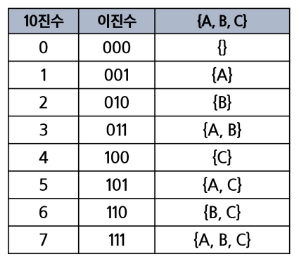 10진수 이진수 {A, B, C}
0 000 {}
1 001 {A}
2 010 {B}
3 011 {A, B}
4 100 {C}
5 101 {A, C}
6 110 {B, C}
7 111 {A, B, C}